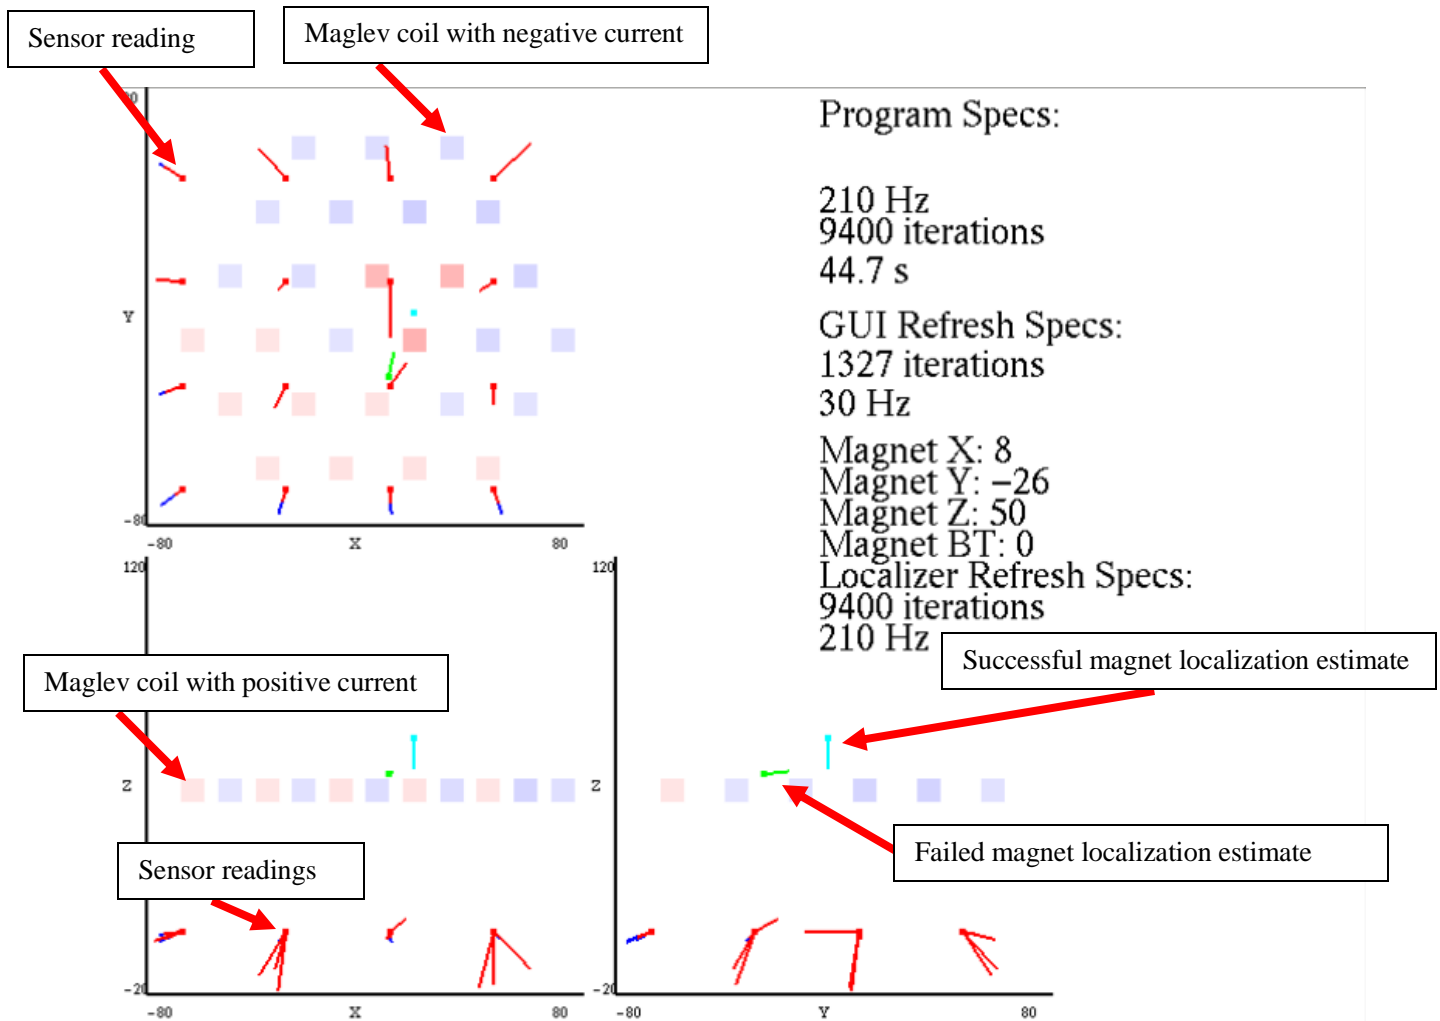 Sensor reading
Maglev coil with negative current
Program Specs:
210 Hz
9400 iterations
44.7 s
GUI Refresh Specs:
1327 iterations
30 Hz
Magnet X: 8
Magnet Y: −26
Magnet Z: 50
Magnet BT: 0
Localizer Refresh Specs:
9400 iterations
210 Hz
Y
-80
-80
X
80
120
120
Successful magnet localization estimate
Maglev coil with positive current
Z
Z
Failed magnet localization estimate
Sensor readings
-20
-20
-80
X
80
-80
Y
80